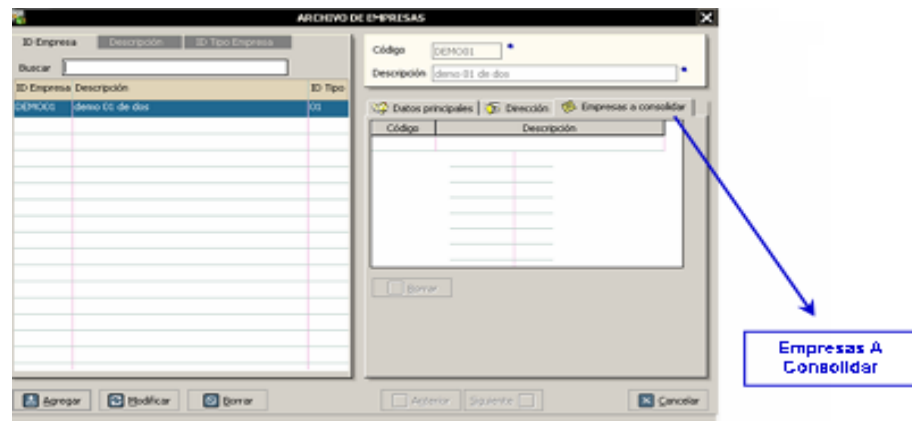 ARCHIVO DE EMPRESAS
ID Empresa Descripción ID Tipo Empresa
Buscar
ID Empresa Descripción ID Tipo
DEMO01 demo 01 de dos 01
Código DEMO01 *
Descripción demo 01 de dos *
Datos principales Dirección Empresas a consolidar
Código Descripción
Borrar
Agregar Modificar Borrar Anterior Siguiente Cancelar
Empresas A
Consolidar